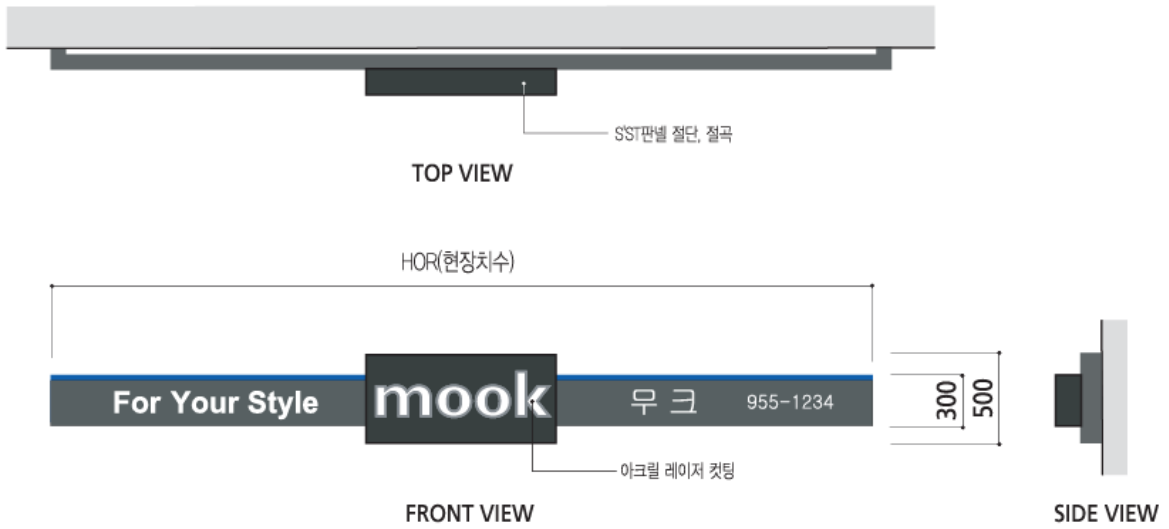 S'ST판넬 절단, 절곡
TOP VIEW
HOR(현장치수)
For Your Style
mook
무크
955-1234
300
500
아크릴 레이저 컷팅
FRONT VIEW
SIDE VIEW